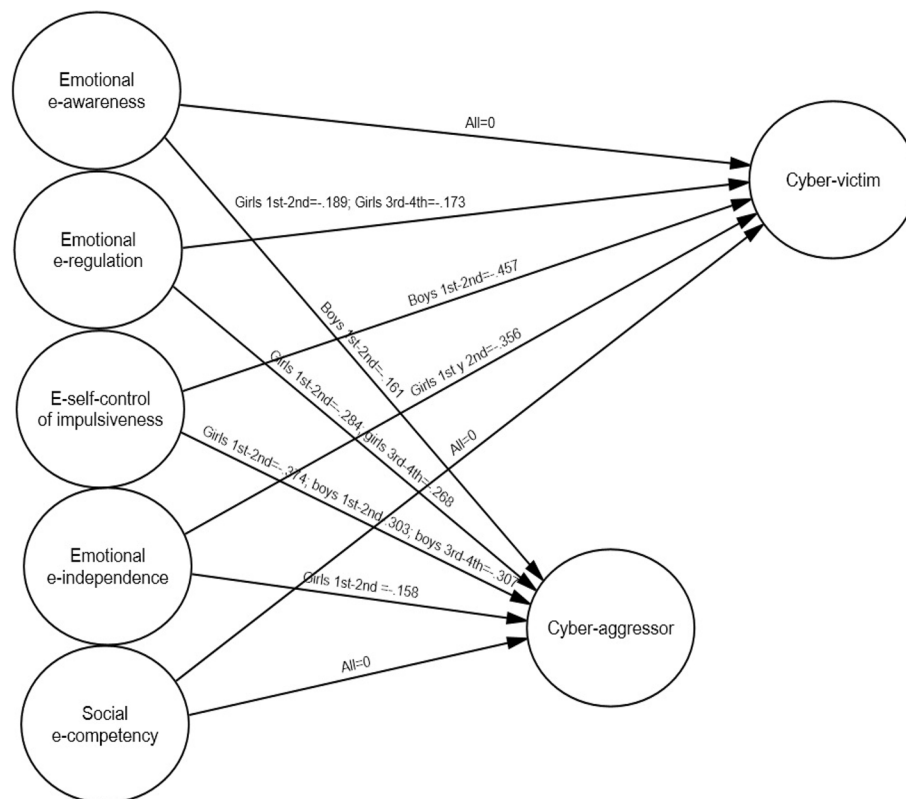 Emotional
e-awareness
All=0
Cyber-victim
Girls 1st-2nd=-.189; Girls 3rd-4th=-.173
Emotional
e-regulation
Boys 1st-2nd=-.457
Boys 1st-2nd=-.161
Girls 1st-2nd=-.284; girls 3rd-4th=-.268
Girls 1st y 2nd=-.356
E-self-control
of impulsiveness
Girls 1st-2nd=-.374; boys 1st-2nd .303; boys 3rd-4th=-.307
All=0
Emotional
e-independence
Girls 1st-2nd =-.158
Cyber-aggressor
All=0
Social
e-competency